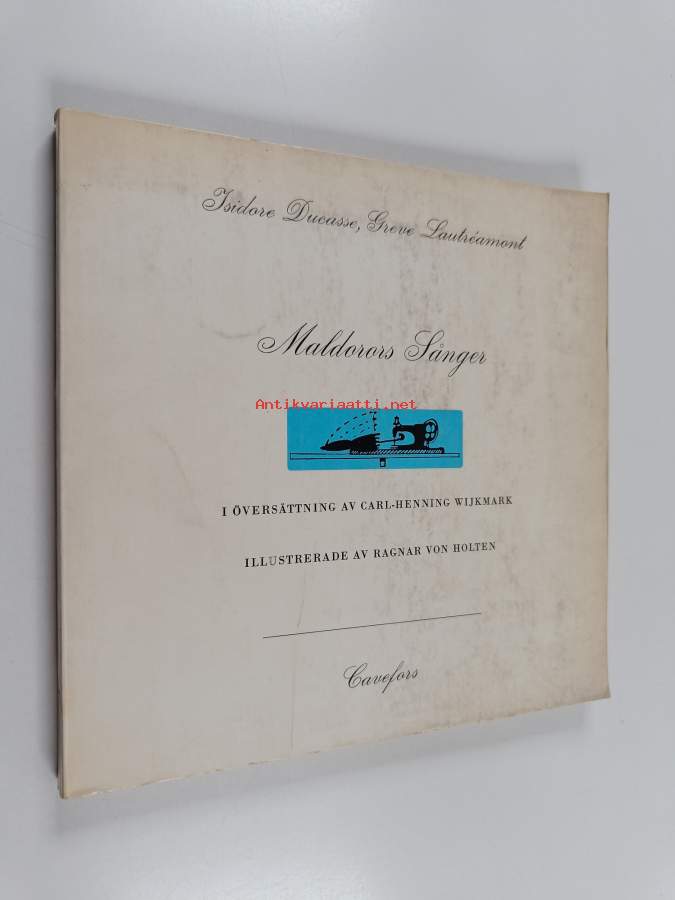 Isidore Ducasse, Greve Lautréamont
Maldorors Sånger
Antikvariaatti.net
I ÖVERSÄTTNING AV CARL-HENNING WIJKMARK
ILLUSTRERADE AV RAGNAR VON HOLTEN
Cavefors